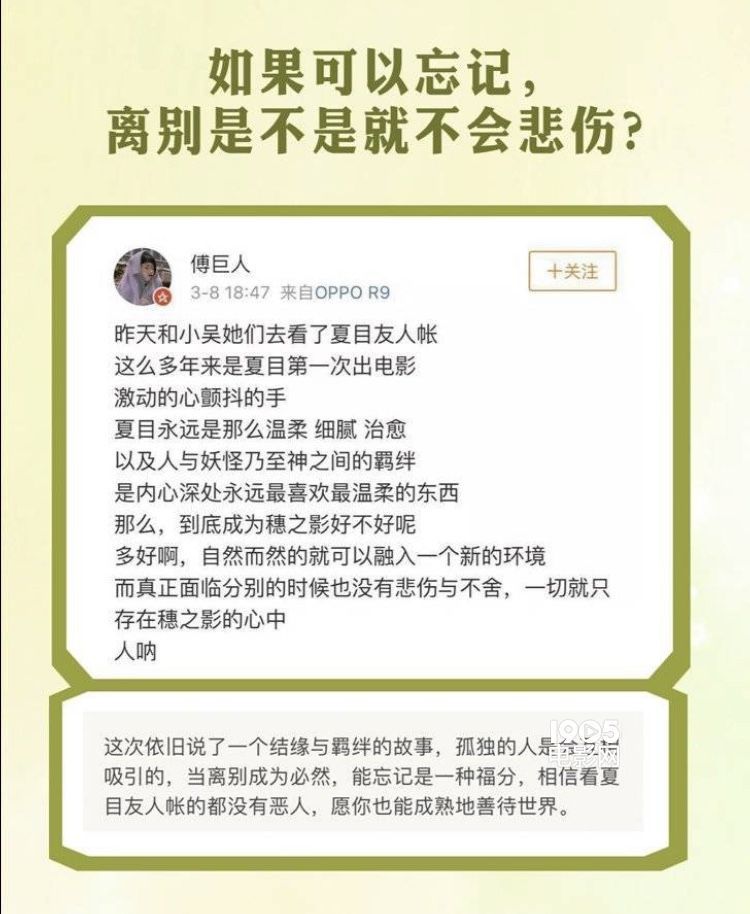 如果可以忘记，
离别是不是就不会悲伤？
傅巨人
＋关注
3-8 18:47 来自OPPO R9
昨天和小吴她们去看了夏目友人帐
这么多年来是夏目第一次出电影
激动的心颤抖的手
夏目永远是那么温柔 细腻 治愈
以及人与妖怪乃至神之间的羁绊
是内心深处永远最喜欢最温柔的东西
那么，到底成为穗之影好不好呢
多好啊，自然而然的就可以融入一个新的环境
而真正面临分别的时候也没有悲伤与不舍，一切就只
存在穗之影的心中
人呐
1905
电影网
这次依旧说了一个结缘与羁绊的故事，孤独的人是会互相
吸引的，当离别成为必然，能忘记是一种福分，相信看夏
目友人帐的都没有恶人，愿你也能成熟地善待世界。